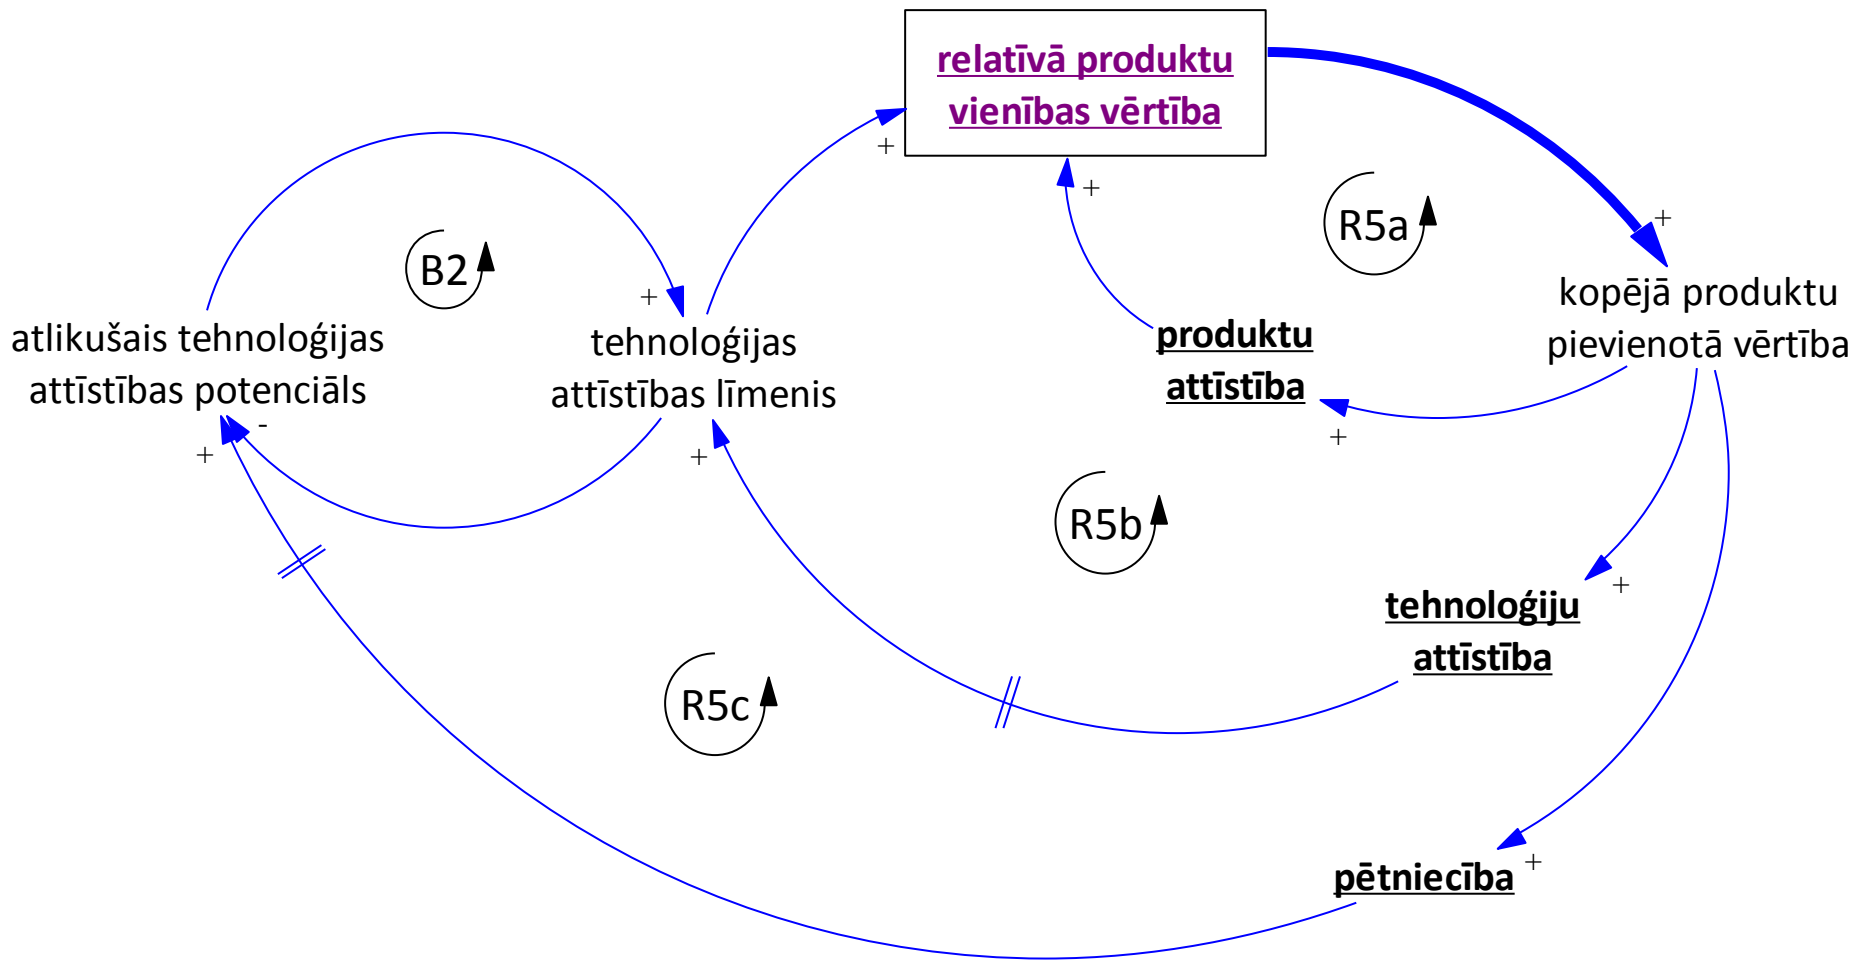 relatīvā produktu
vienības vērtība
+
+
+
R5a
B2
+
kopējā produktu
pievienotā vērtība
atlikušais tehnoloģijas
attīstības potenciāls
tehnoloģijas
attīstības līmenis
produktu
attīstība
-
+
+
+
R5b
+
tehnoloģiju
attīstība
R5c
+
pētniecība